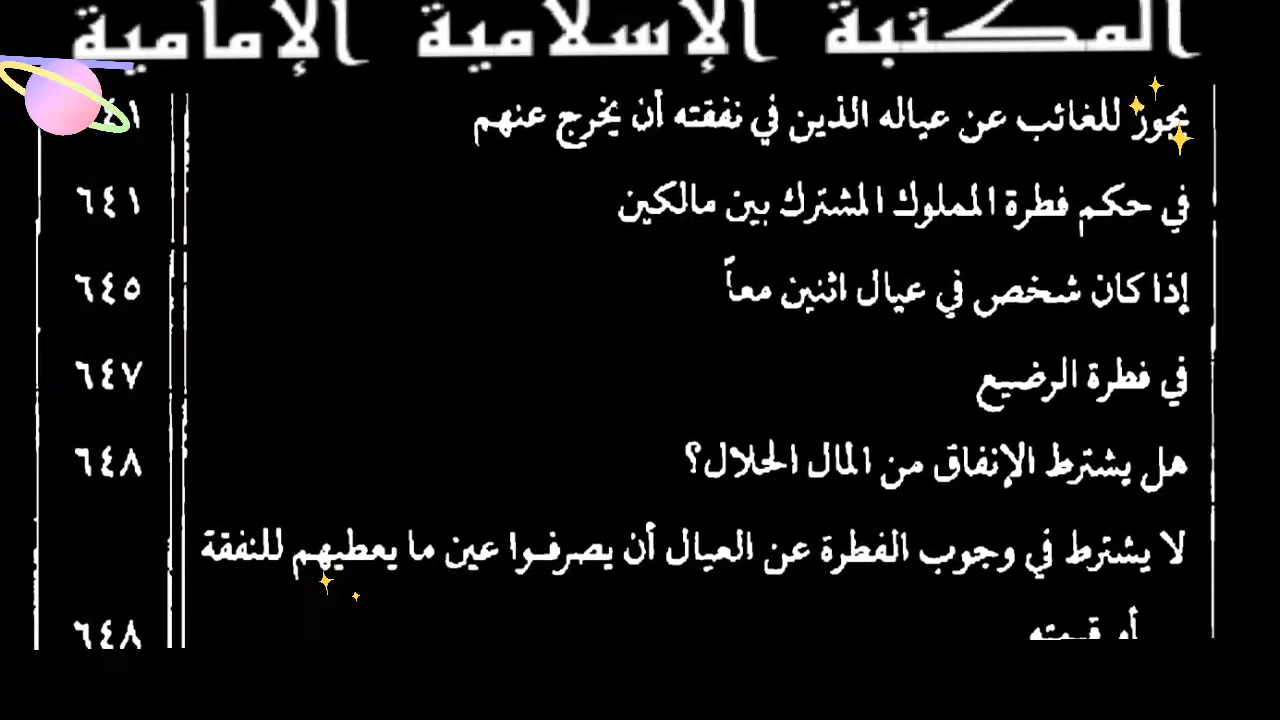 المكتبة الإسلامية الإمامية
يجوز للغائب عن عياله الذين في نفقته أن يخرج عنهم
في حكم فطرة المملوك المشترك بين مالكين ٦٤١
إذا كان شخص في عيال اثنين معاً ٦٤٥
في فطرة الرضيع ٦٤٧
هل يشترط الإنفاق من المال الحلال؟ ٦٤٨
لا يشترط في وجوب الفطرة عن العيال أن يصرفوا عين ما يعطيهم للنفقة
أو قيمته ٦٤٨